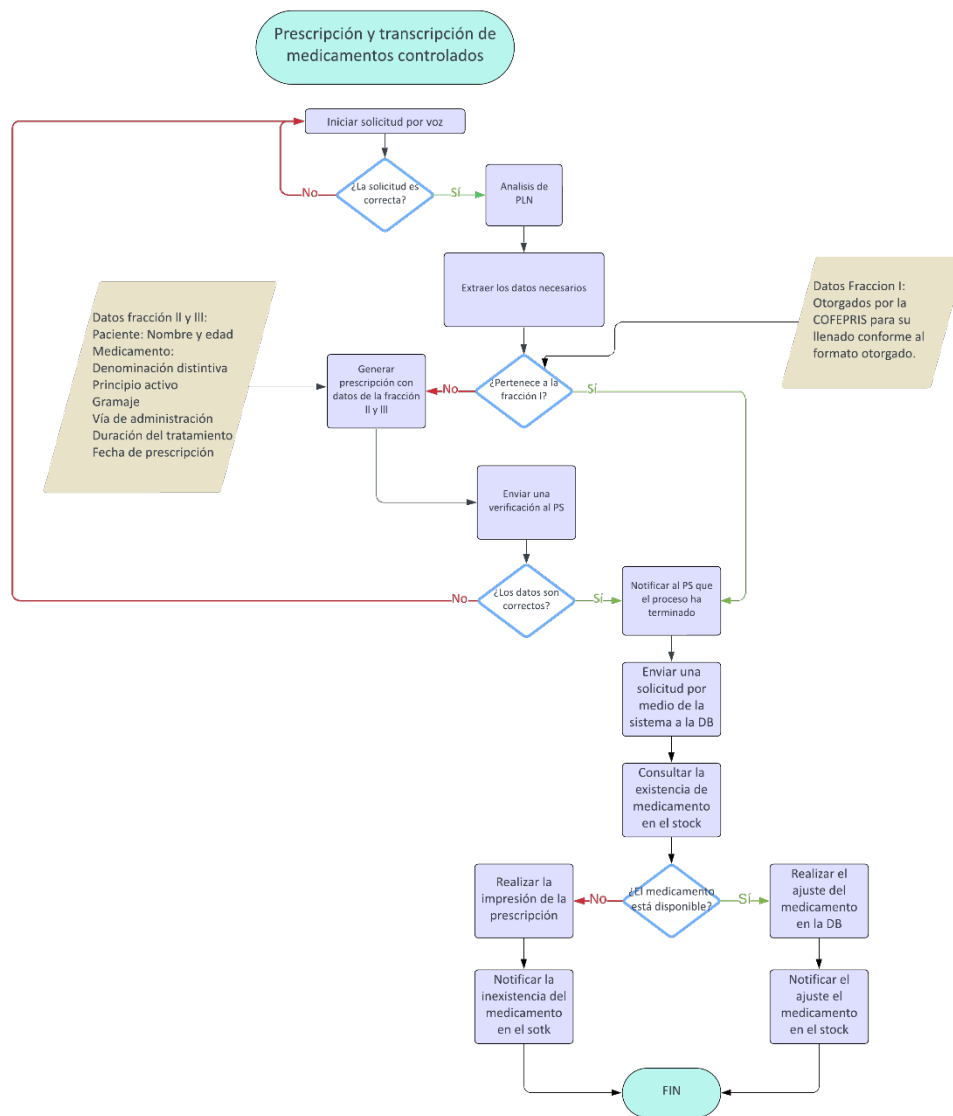 Prescripción y transcripción de
medicamentos controlados
Iniciar solicitud por voz
¿La solicitud es
correcta?
No
Sí
Analisis de
PLN
Extraer los datos necesarios
Datos Fraccion I:
Otorgados por la
COFEPRIS para su
llenado conforme al
formato otorgado.
Datos fracción II y III:
Paciente: Nombre y edad
Medicamento:
Denominación distintiva
Principio activo
Gramaje
Vía de administración
Duración del tratamiento
Fecha de prescripción
Generar
prescripción con
datos de la fracción
II y III
No
¿Pertenece a la
fracción I?
Sí
Enviar una
verificación al PS
No
¿Los datos son
correctos?
Sí
Notificar al PS que
el proceso ha
terminado
Enviar una
solicitud por
medio de la
sistema a la DB
Consultar la
existencia de
medicamento
en el stock
Realizar la
impresión de la
prescripción
No
¿El medicamento
está disponible?
Sí
Realizar el
ajuste del
medicamento
en la DB
Notificar la
inexistencia del
medicamento
en el sotk
Notificar el
ajuste el
medicamento
en el stock
FIN